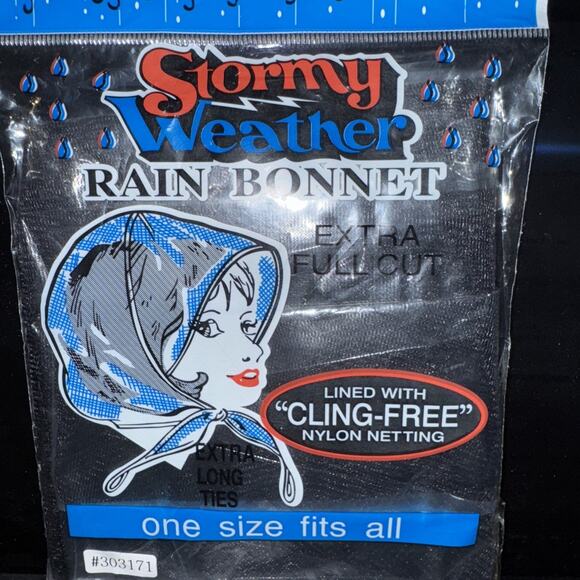 Stormy
Weather
RAIN BONNET
EXTRA
FULL CUT
LINED WITH
"CLING-FREE"
NYLON NETTING
EXTRA
LONG
TIES
one size fits all
#303171